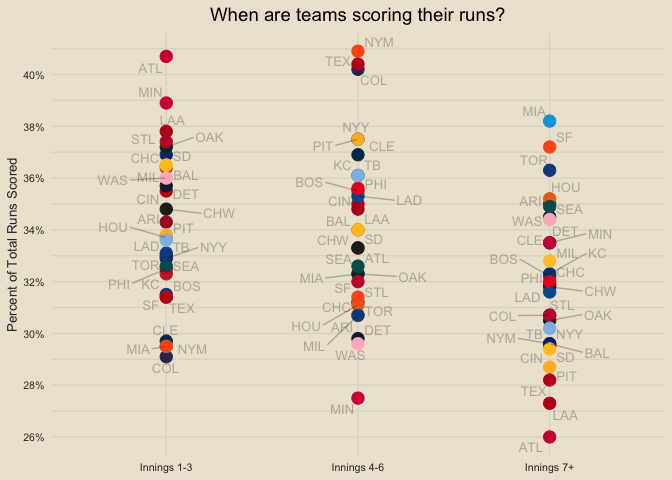 When are teams scoring their runs?
Percent of Total Runs Scored
40%
38%
36%
34%
32%
30%
28%
26%
Innings 1-3
Innings 4-6
Innings 7+
ATL
MIN
LAA
STL
OAK
CHC
SD
WAS
MIL
BAL
CIN
DET
CHW
ARI
HOU
PIT
LAD
TB
NYY
TOR
SEA
PHI
KC
BOS
SF
TEX
CLE
MIA
NYM
COL
NYM
TEX
COL
NYY
PIT
CLE
KC
TB
BOS
PHI
CIN
LAD
BAL
LAA
CHW
SD
SEA
ATL
MIA
OAK
SF
STL
CHC
TOR
HOU
ARI
DET
MIL
WAS
MIN
MIA
SF
TOR
HOU
ARI
SEA
WAS
DET
MIN
CLE
MIL
KC
BOS
CHC
PHI
CHW
LAD
STL
COL
OAK
TB
NYY
NYM
BAL
CIN
SD
PIT
TEX
LAA
ATL